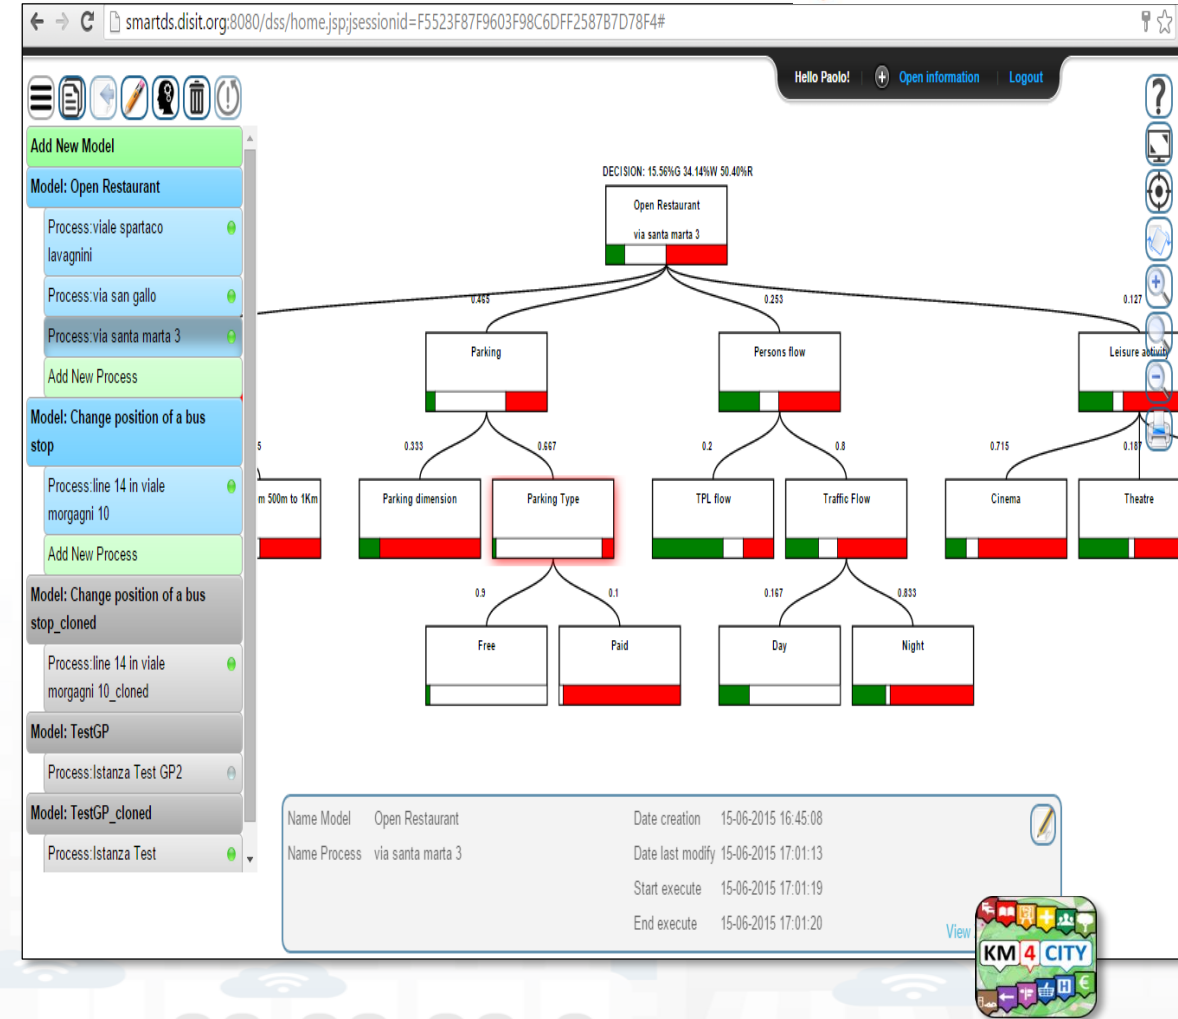 smartds.disit.org:8080/dss/home.jsp;jsessionid=F5523F87F9603F98C6DFF2587B7D78F4#
Hello Paolo!
Open information
Logout
Add New Model
Model: Open Restaurant
Process:viale spartaco
lavagnini
Process:via san gallo
Process:via santa marta 3
Add New Process
Model: Change position of a bus
stop
Process:line 14 in viale
morgagni 10
Add New Process
Model: Change position of a bus
stop_cloned
Process:line 14 in viale
morgagni 10_cloned
Model: TestGP
Process:Istanza Test GP2
Model: TestGP_cloned
Process:Istanza Test
DECISION: 15.56%G 34.14%W 50.40%R
Open Restaurant
via santa marta 3
0.465
0.253
0.127
Parking
Persons flow
Leisure activity
5
0.333
0.667
0.2
0.8
0.715
0.187
m 500m to 1Km
Parking dimension
Parking Type
TPL flow
Traffic Flow
Cinema
Theatre
0.9
0.1
0.167
0.833
Free
Paid
Day
Night
Name Model Open Restaurant
Name Process via santa marta 3
Date creation 15-06-2015 16:45:08
Date last modify 15-06-2015 17:01:13
Start execute 15-06-2015 17:01:19
End execute 15-06-2015 17:01:20
View
KM 4 CITY